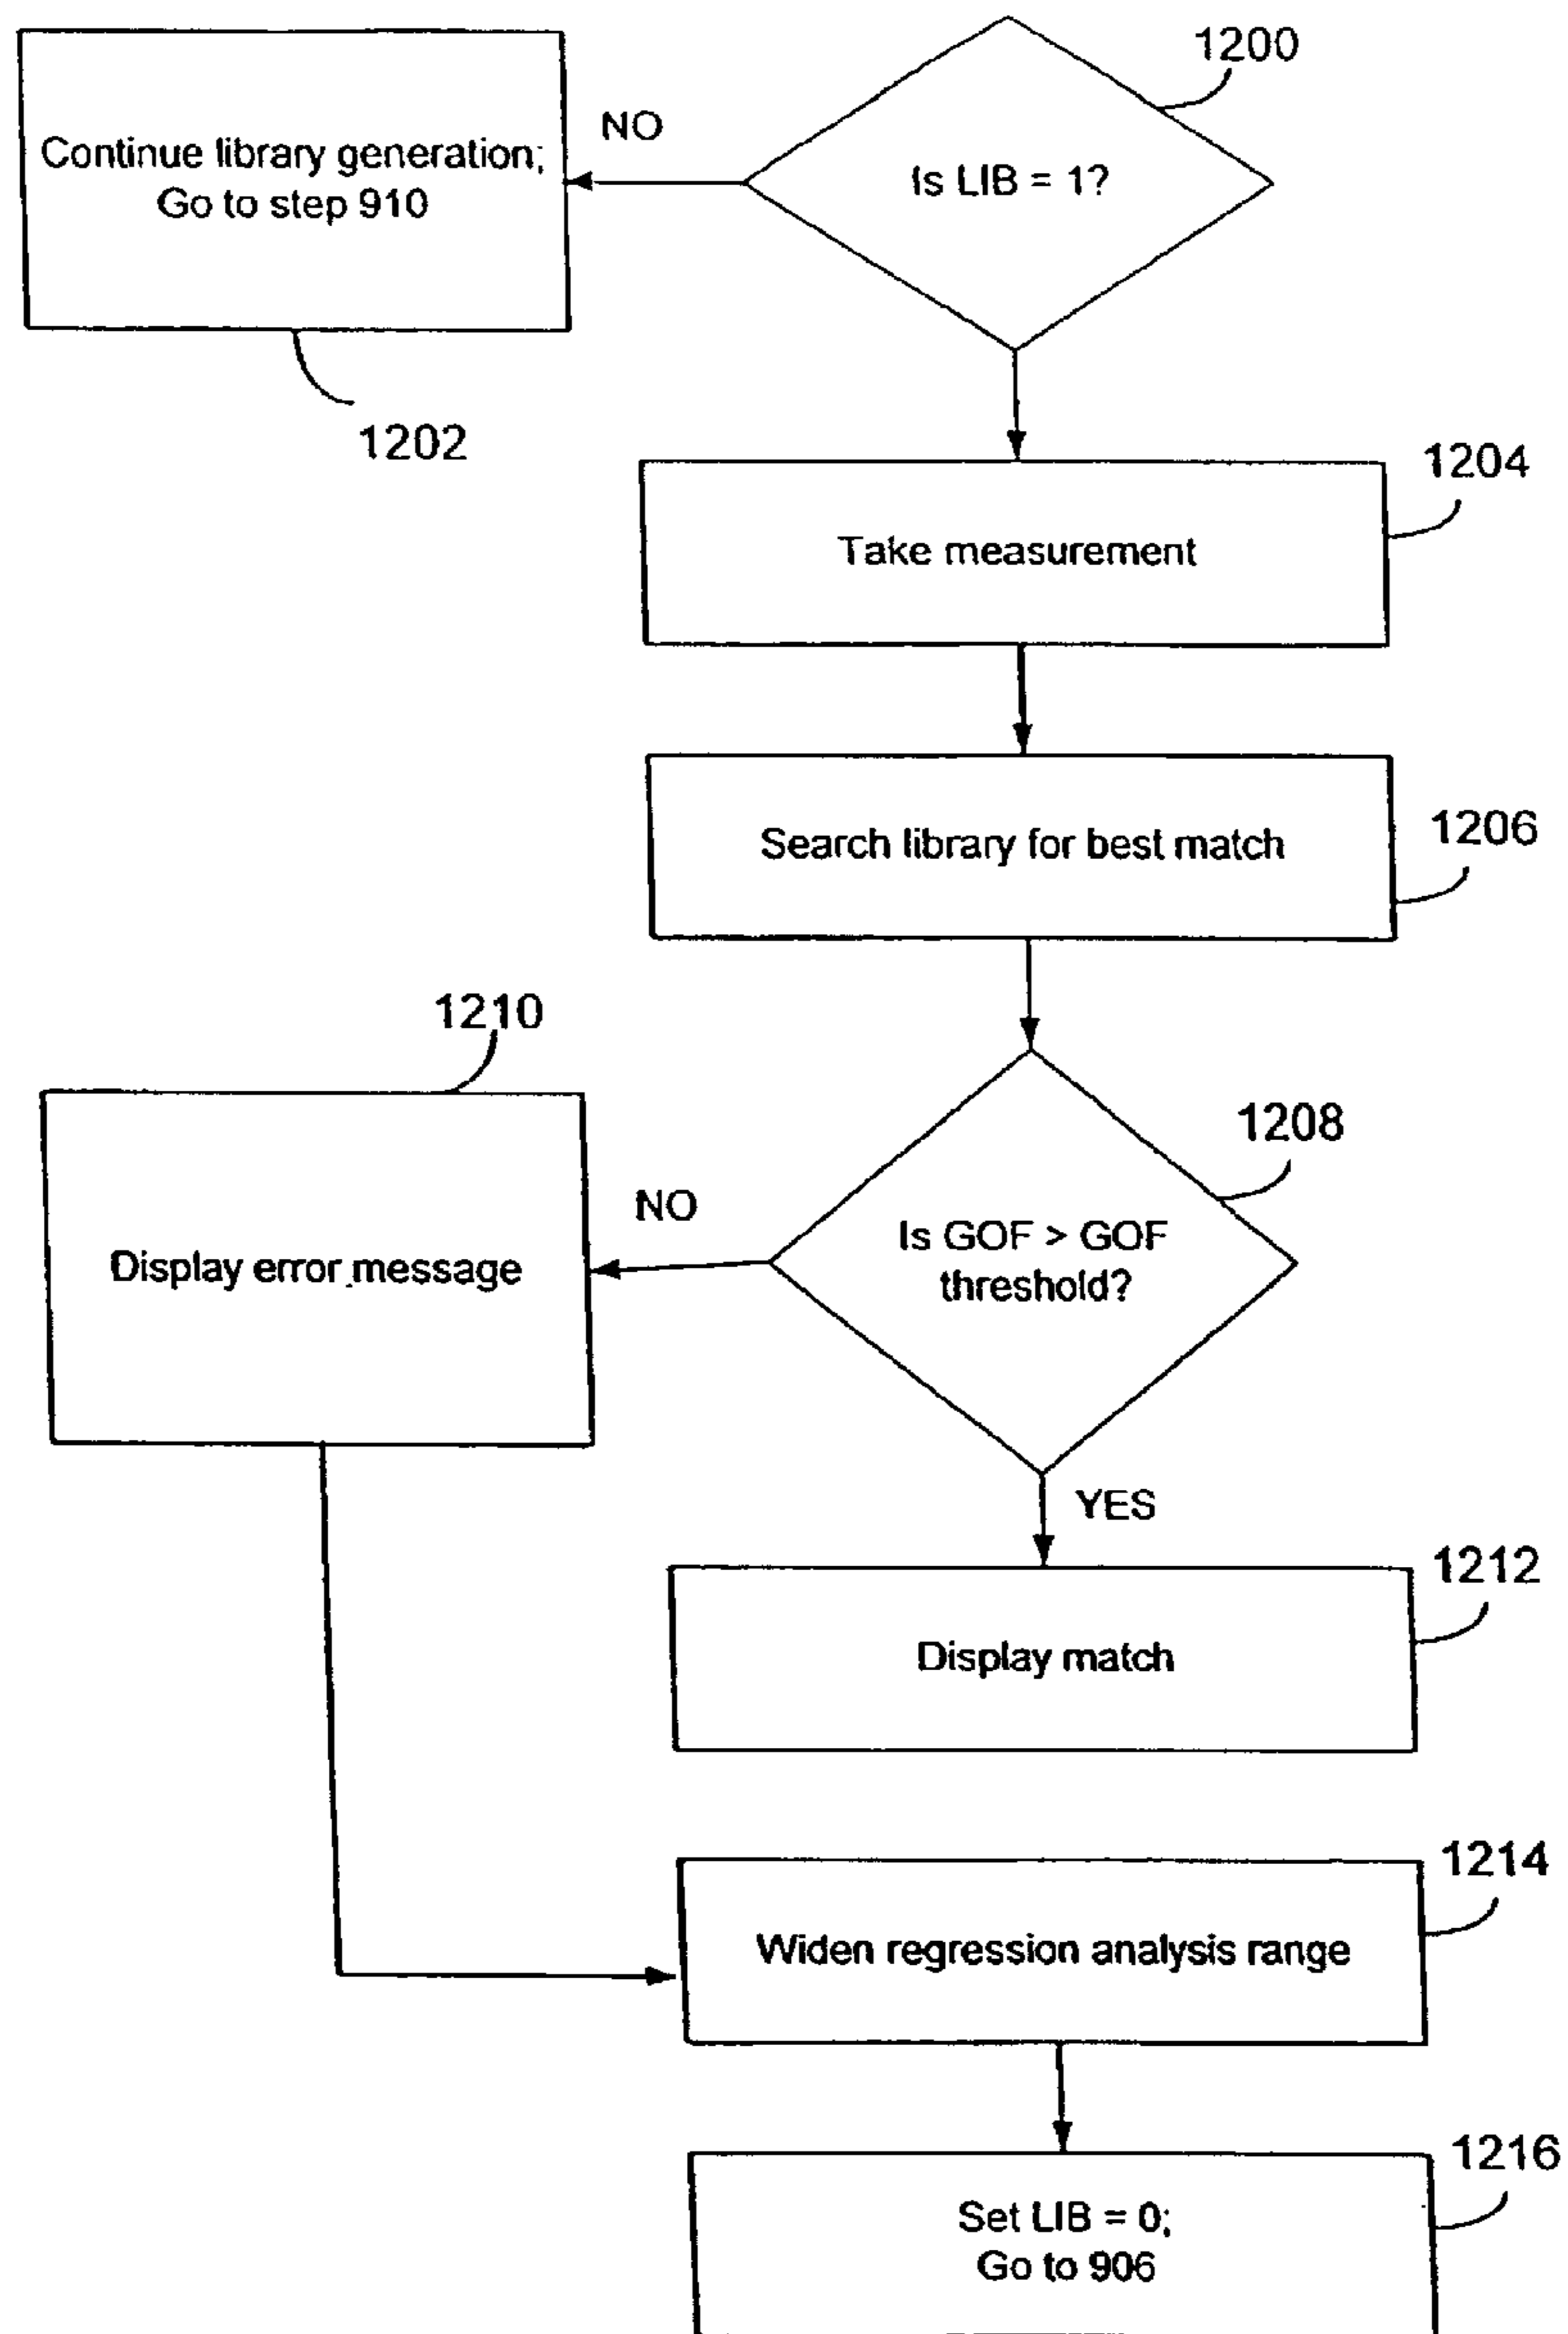 1200
Is LIB = 1?
NO
Continue library generation;
Go to step 910
1202
1204
Take measurement
1206
Search library for best match
1208
Is GOF > GOF
threshold?
NO
1210
Display error message
YES
1212
Display match
1214
Widen regression analysis range
1216
Set LIB = 0;
Go to 906